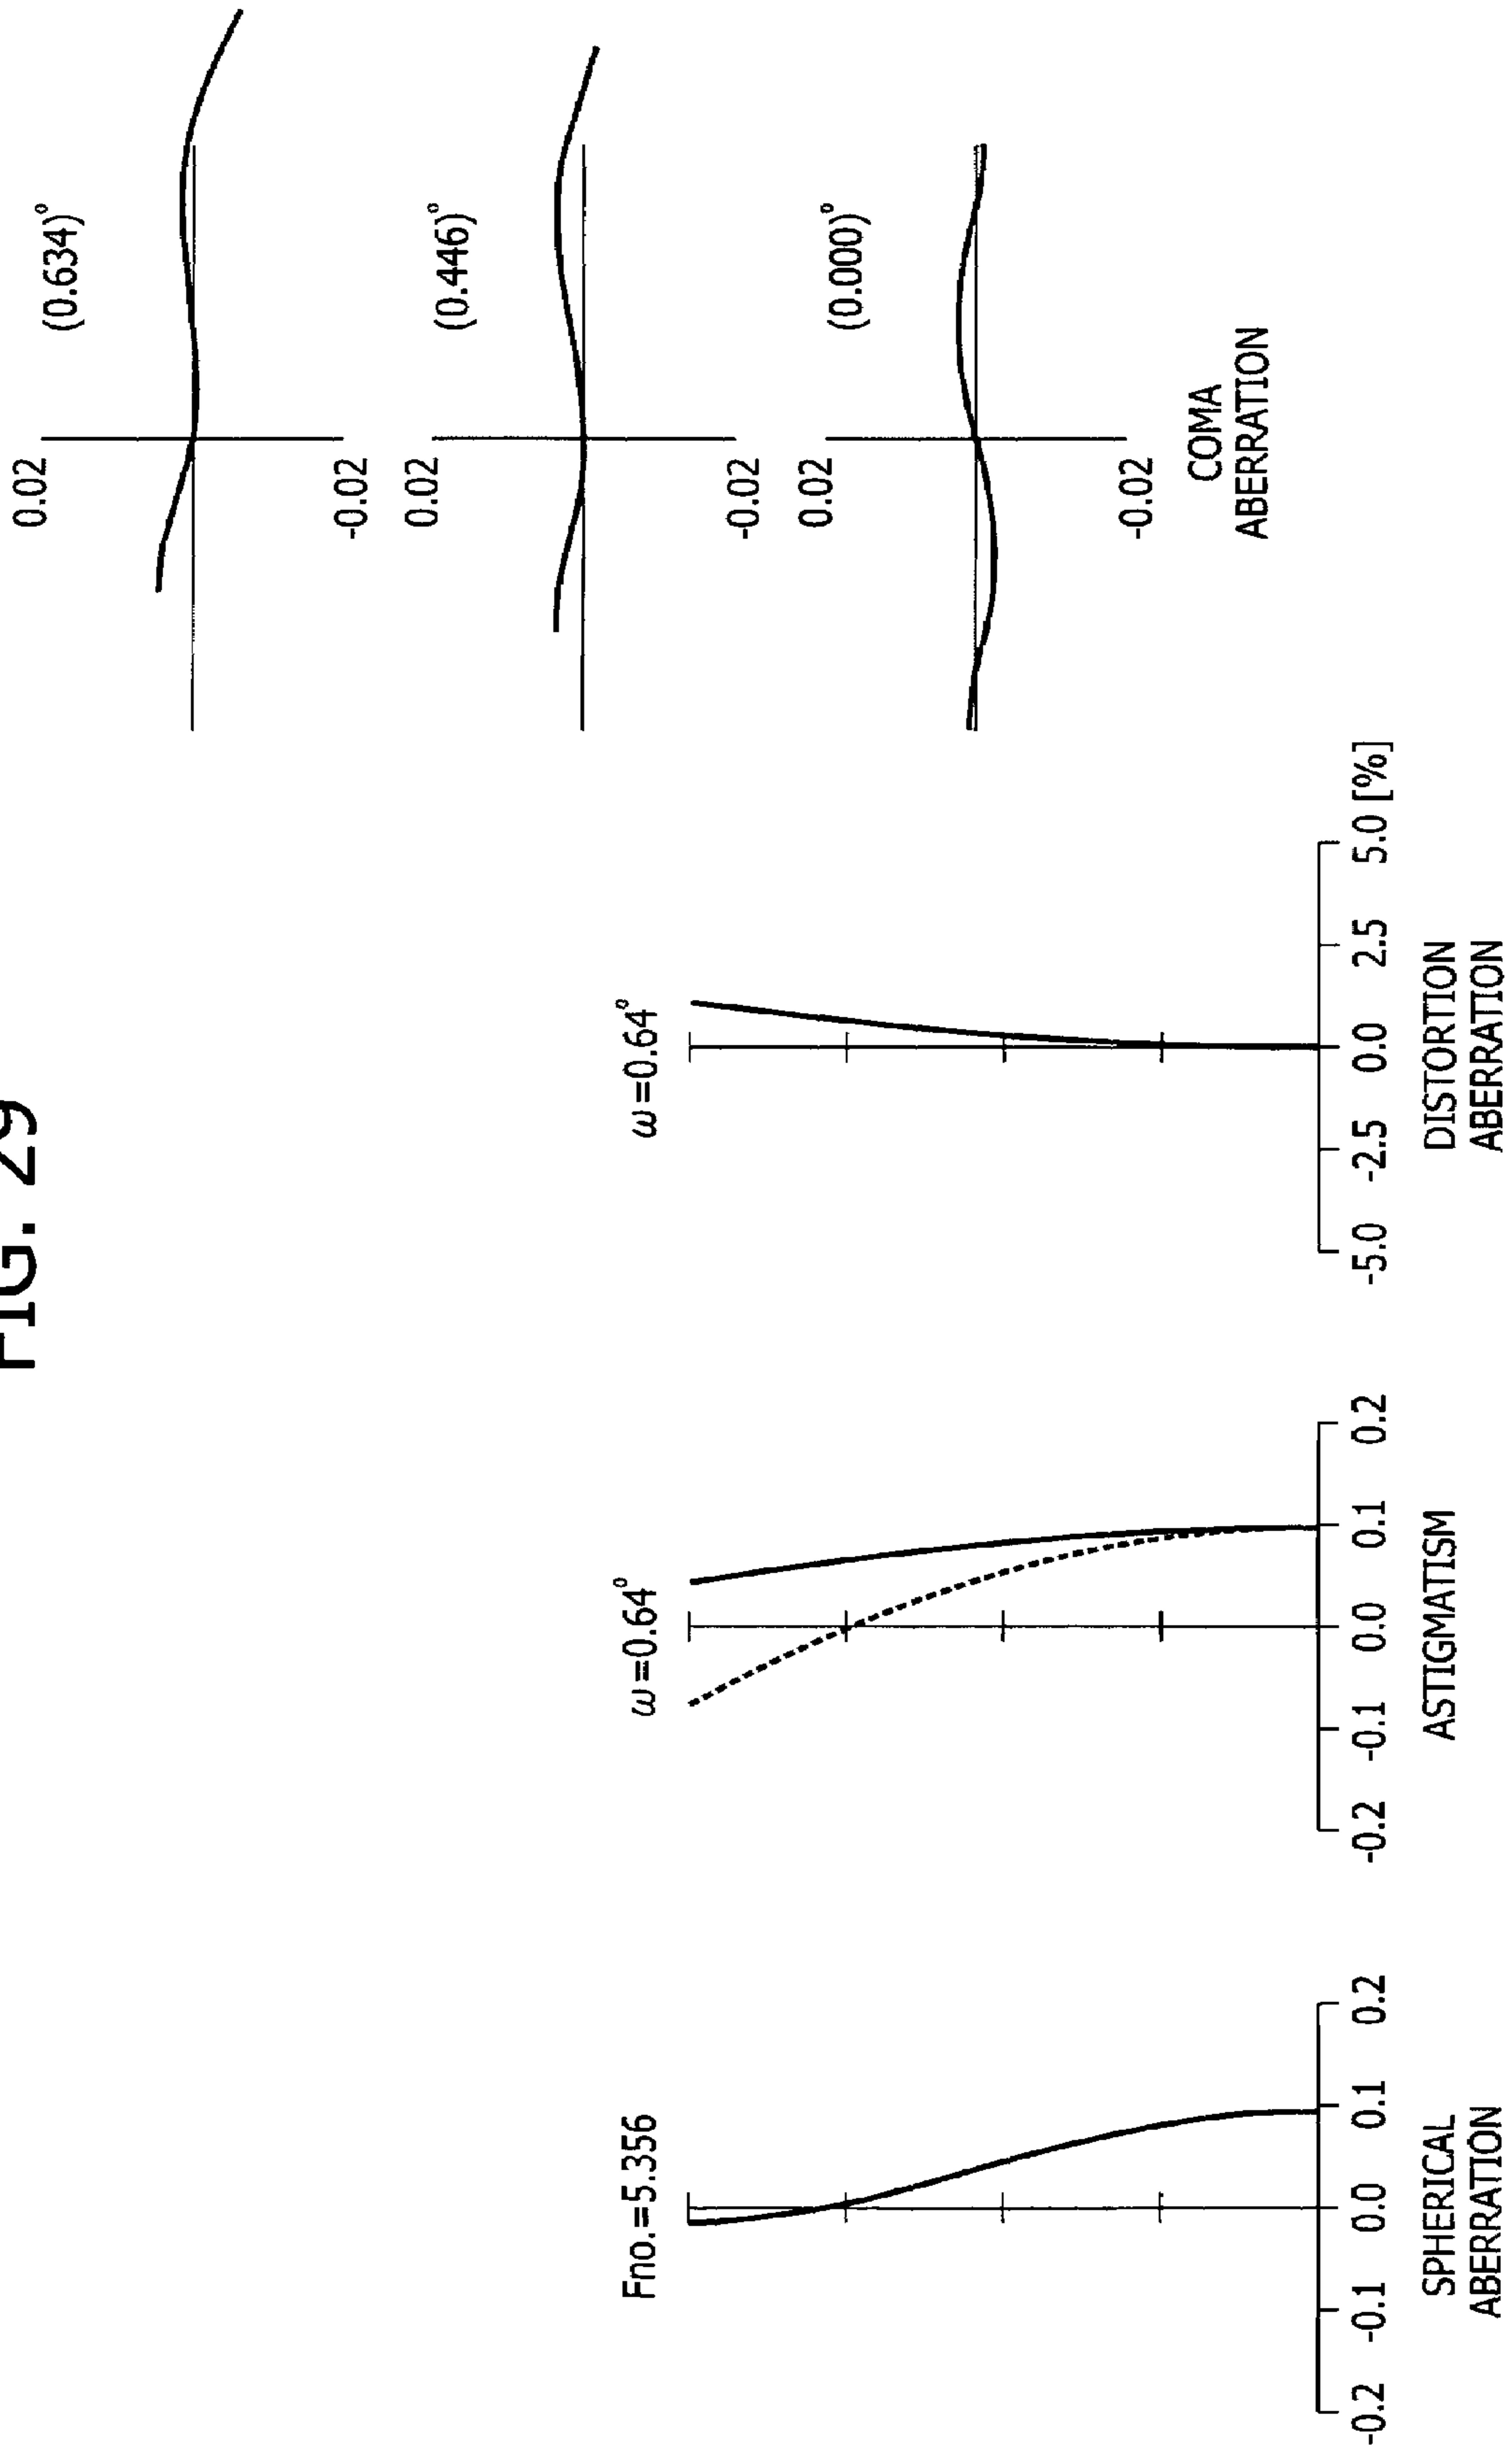 FIG. 29
Fno.=5.356
-0.2 -0.1 0.0 0.1 0.2
SPHERICAL
ABERRATION
ω=0.64°
-0.2 -0.1 0.0 0.1 0.2
ASTIGMATISM
ω=0.64°
-5.0 -2.5 0.0 2.5 5.0 [%]
DISTORTION
ABERRATION
0.02
(0.634)°
-0.02
0.02
(0.446)°
-0.02
0.02
(0.000)°
-0.02
COMA
ABERRATION